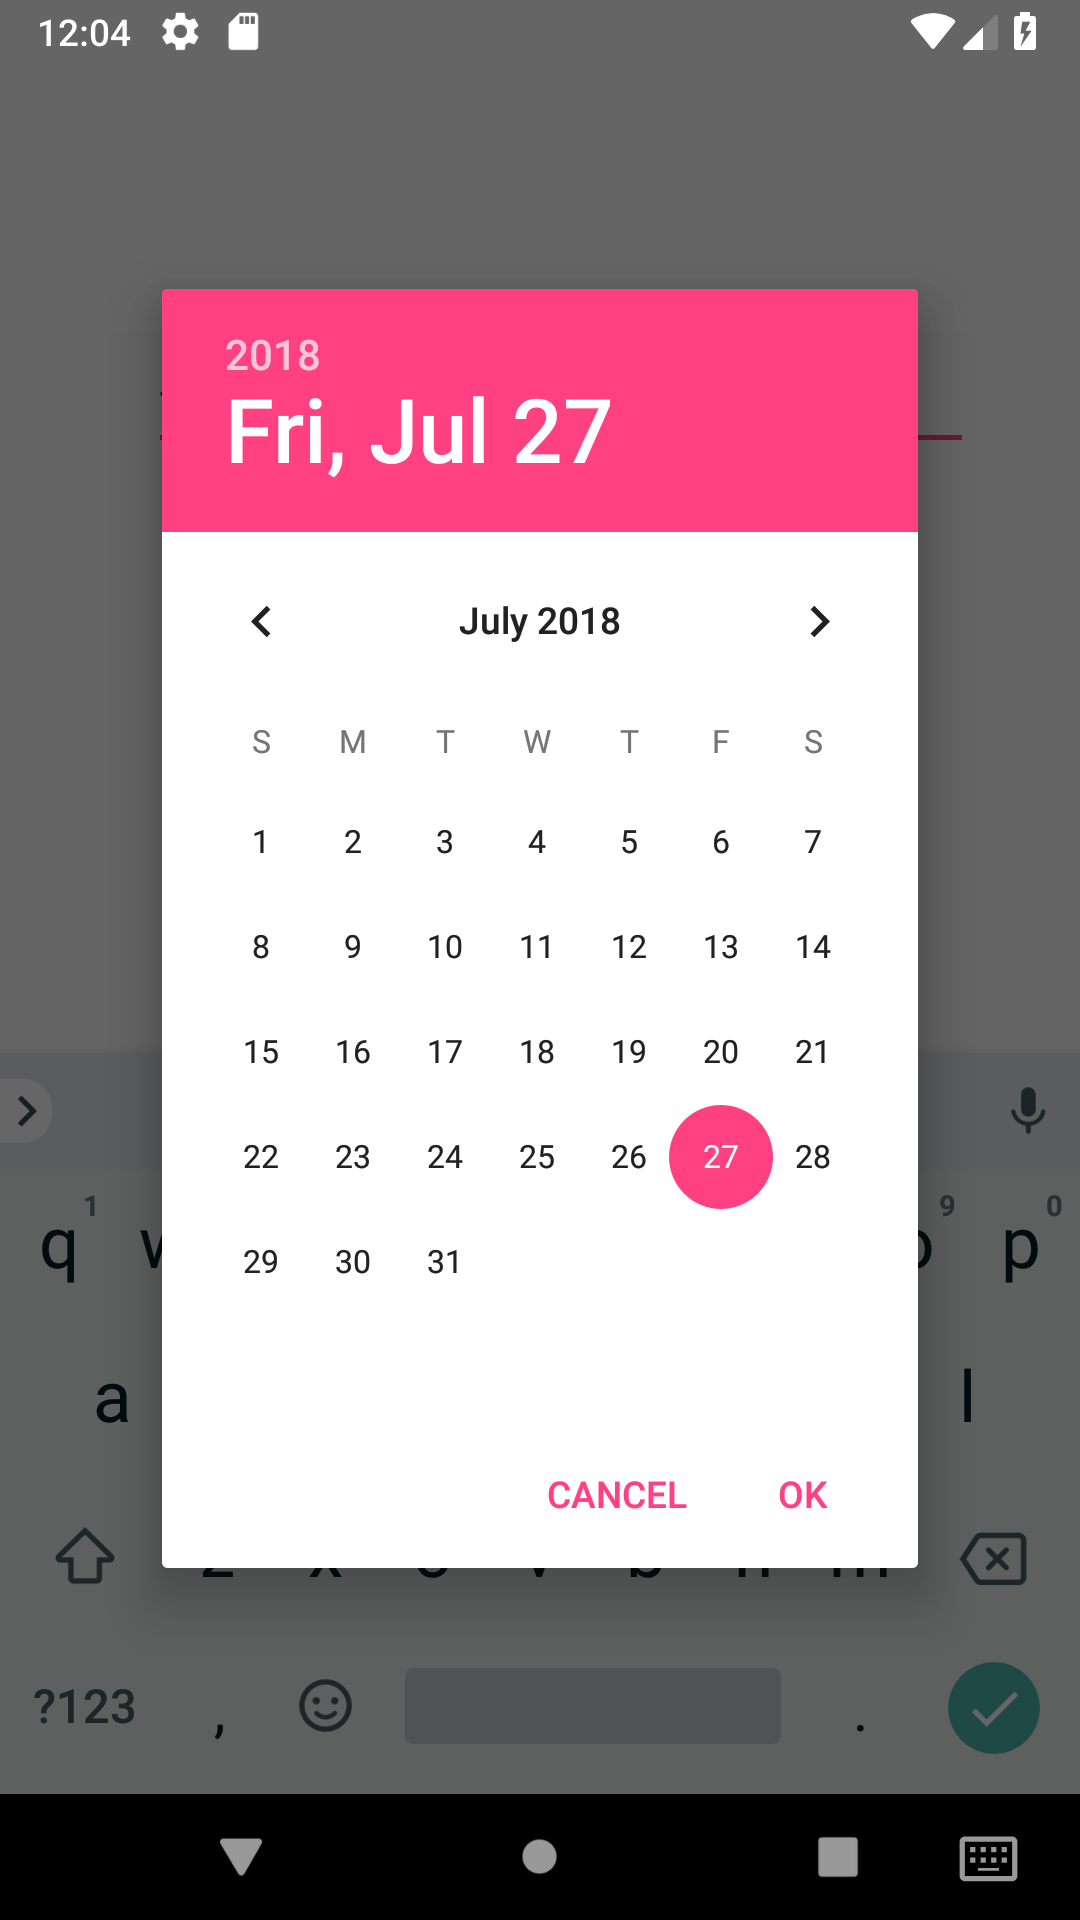 12:04
2018
Fri, Jul 27
July 2018
S M T W T F S
1 2 3 4 5 6 7
8 9 10 11 12 13 14
15 16 17 18 19 20 21
22 23 24 25 26 27 28
29 30 31
CANCEL OK
1 9 0
q p
a l
?123 , .